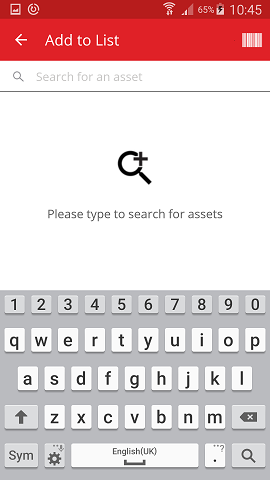 65% 10:45
Add to List
Search for an asset
Please type to search for assets
1 2 3 4 5 6 7 8 9 0
q w e r t y u i o p
a s d f g h j k l
z x c v b n m
Sym English(UK) . ?